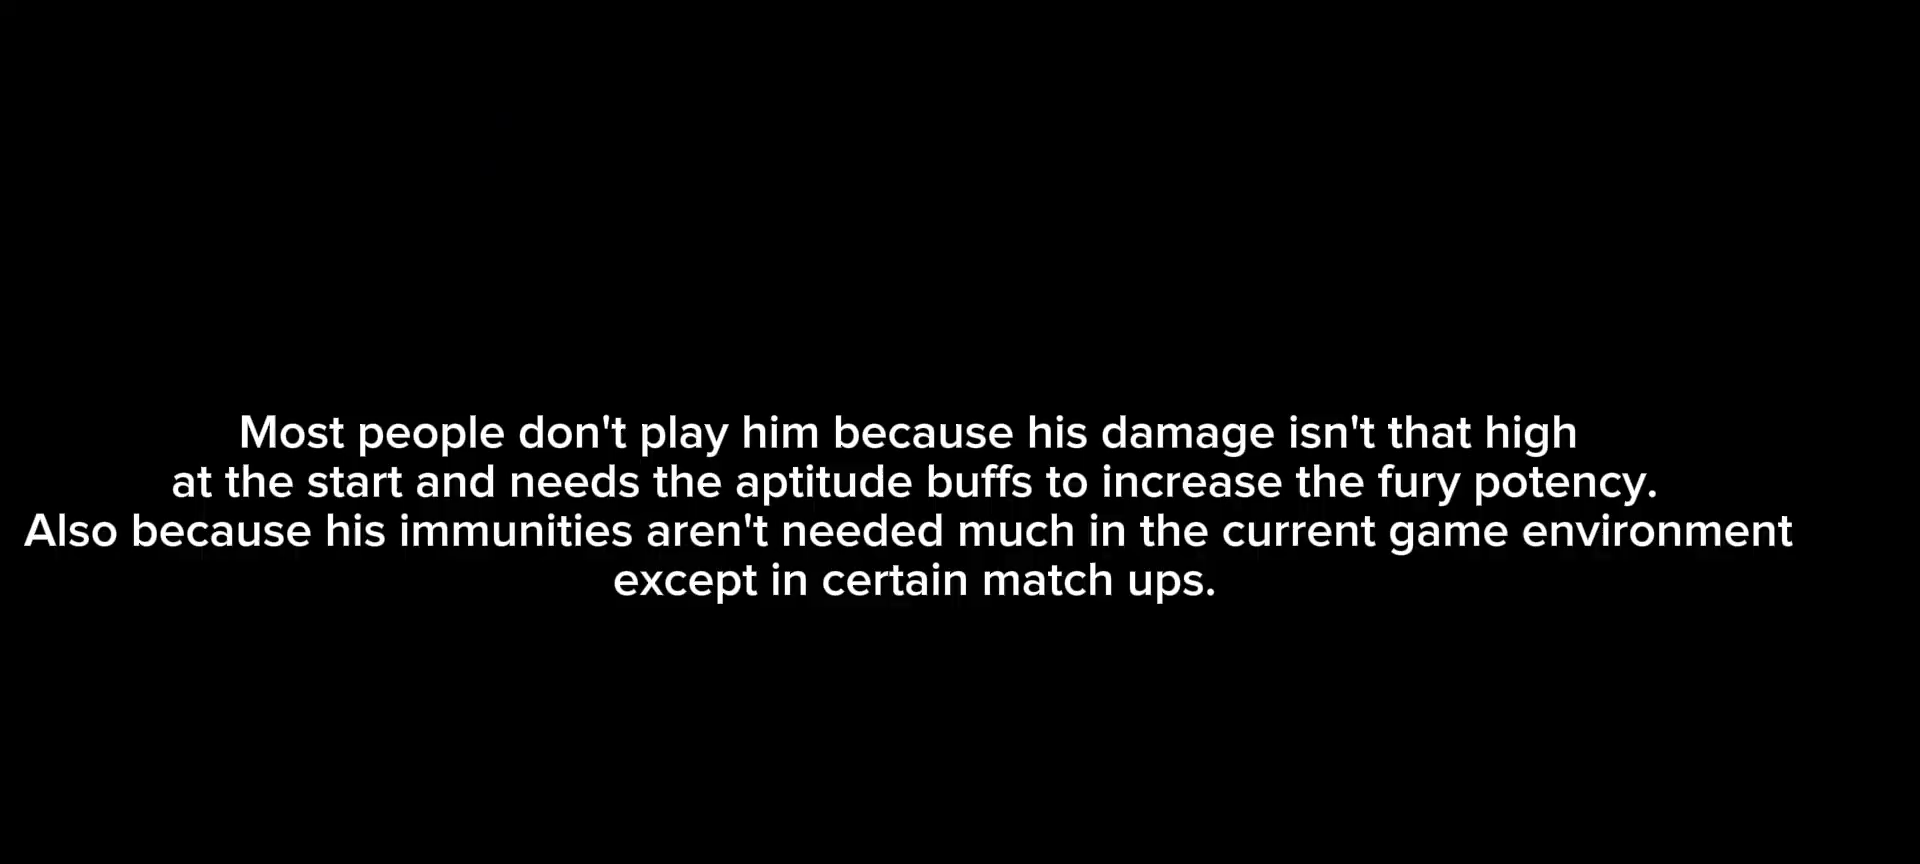 Most people don't play him because his damage isn't that high
at the start and needs the aptitude buffs to increase the fury potency.
Also because his immunities aren't needed much in the current game environment
except in certain match ups.